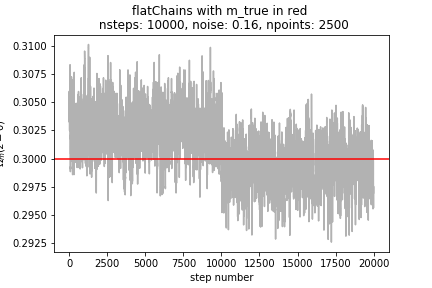 flatChains with m_true in red
nsteps: 10000, noise: 0.16, npoints: 2500
0.3100
0.3075
0.3050
0.3025
0.3000
0.2975
0.2950
0.2925
0 2500 5000 7500 10000 12500 15000 17500 20000
step number